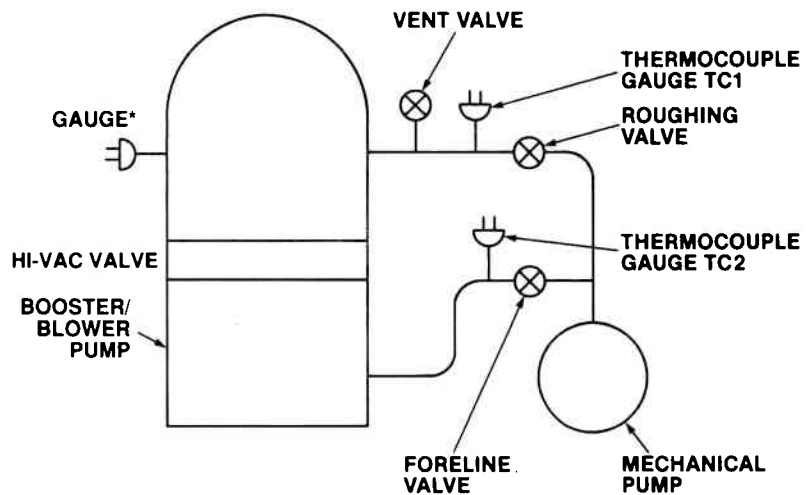 VENT VALVE
THERMOCOUPLE
GAUGE TC1
GAUGE*
ROUGHING
VALVE
HI-VAC VALVE
THERMOCOUPLE
GAUGE TC2
BOOSTER/
BLOWER
PUMP
FORELINE
VALVE
MECHANICAL
PUMP